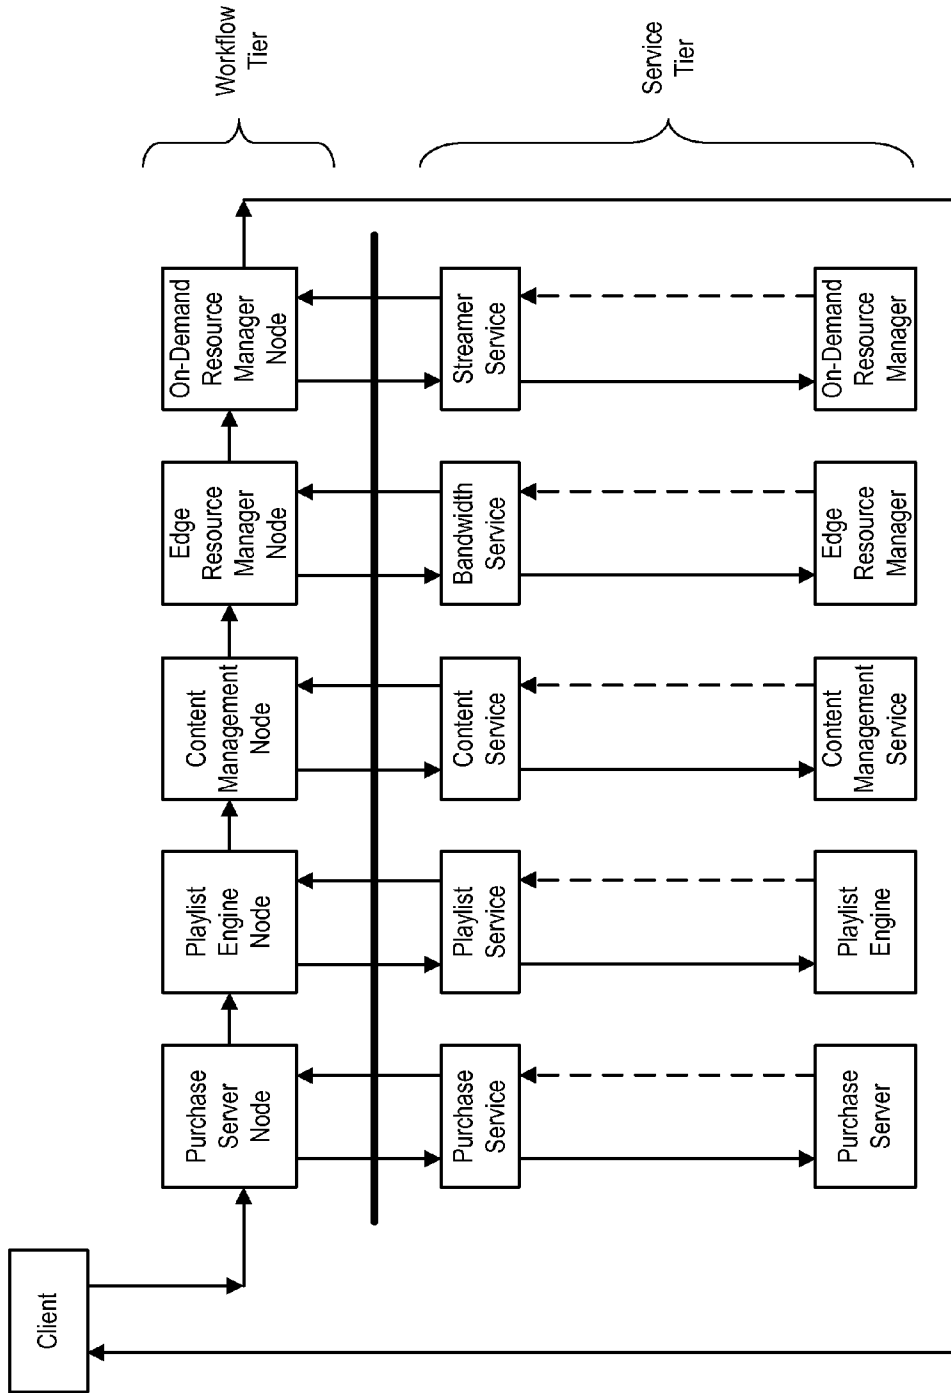 Client
Purchase
Server
Node
Playlist
Engine
Node
Content
Management
Node
Edge
Resource
Manager
Node
On-Demand
Resource
Manager
Node
Workflow
Tier
Purchase
Service
Playlist
Service
Content
Service
Bandwidth
Service
Streamer
Service
Service
Tier
Purchase
Server
Playlist
Engine
Content
Management
Service
Edge
Resource
Manager
On-Demand
Resource
Manager